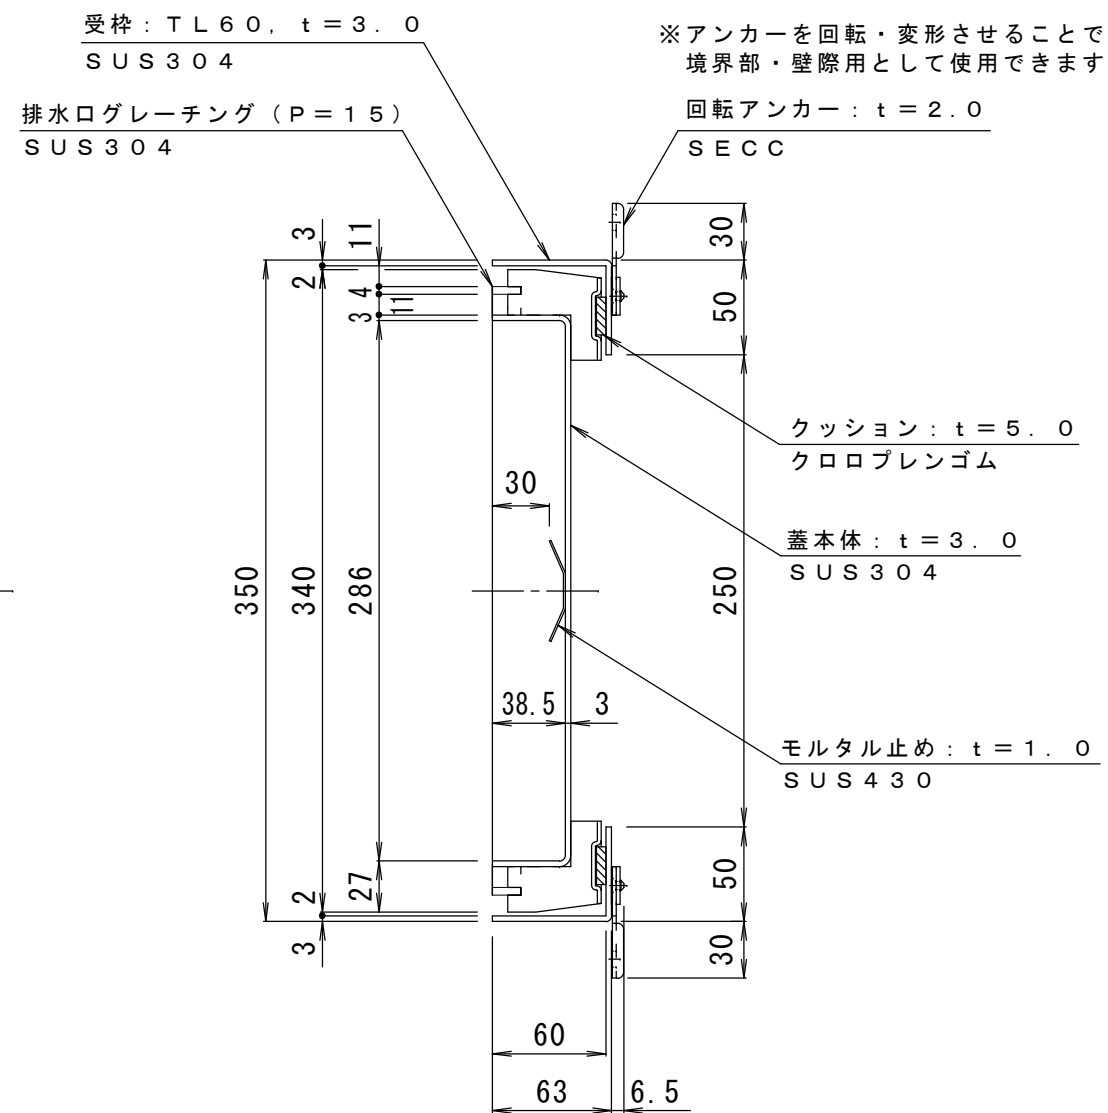 受枠：ＴＬ６０，ｔ＝３．０
ＳＵＳ３０４
※アンカーを回転・変形させることで
境界部・壁際用として使用できます
排水口グレーチング（Ｐ＝１５）
ＳＵＳ３０４
回転アンカー：ｔ＝２.０
ＳＥＣＣ
3
11
30
2
4
11
3
50
クッション：ｔ＝５．０
クロロプレンゴム
30
蓋本体：ｔ＝３．０
ＳＵＳ３０４
350
340
286
250
38.5
3
モルタル止め：ｔ＝１．０
ＳＵＳ４３０
2
27
50
3
30
60
63
6.5